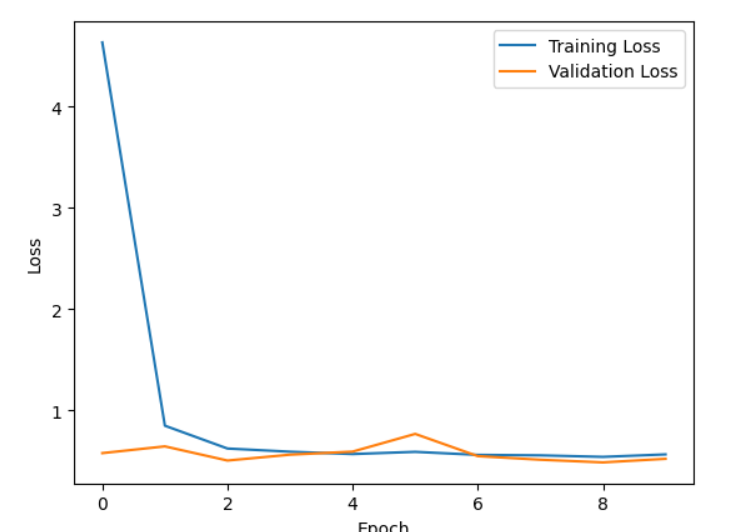 Training Loss
Validation Loss
4
3
2
1
Loss
0 2 4 6 8
Epoch